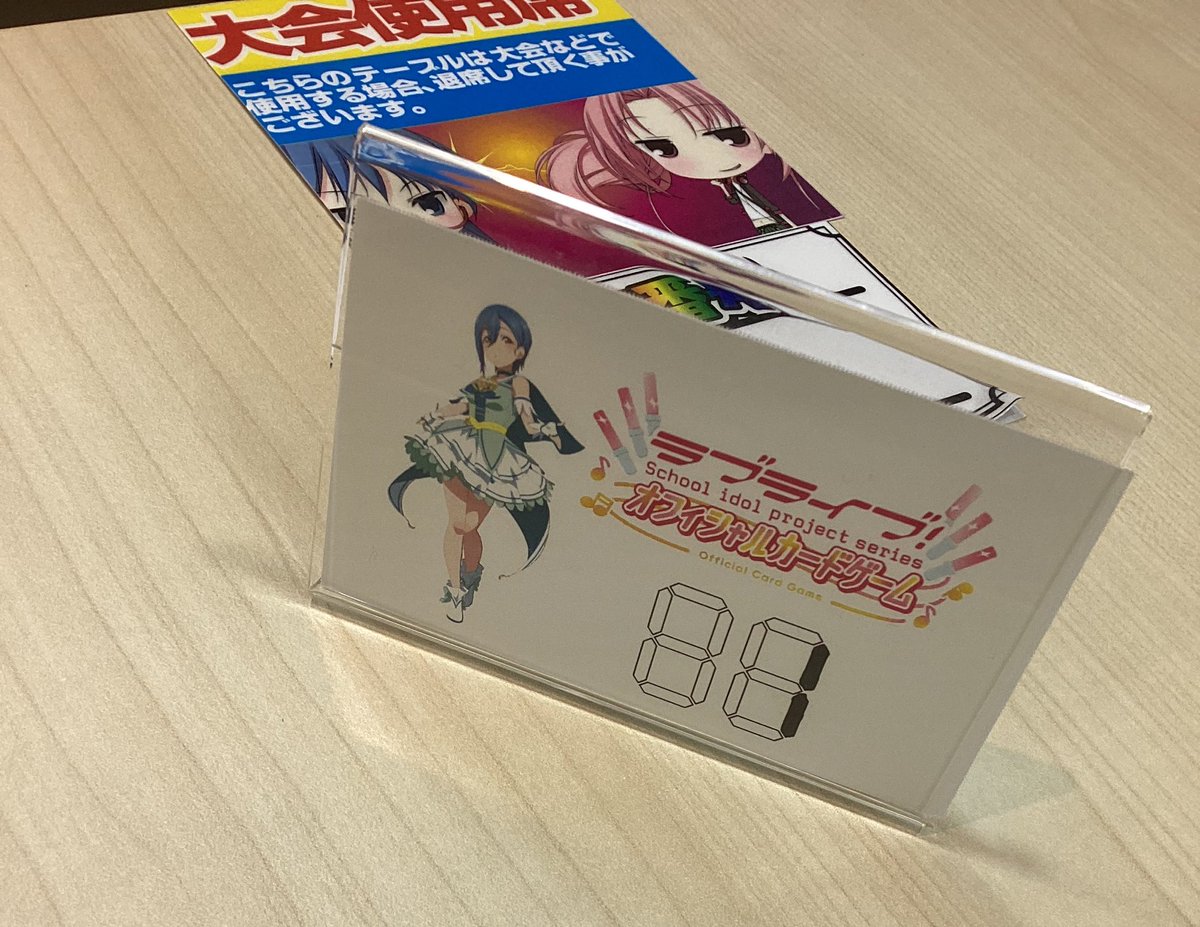 大会使用席
こちらのテーブルは大会などで
使用する場合、退席して頂く事が
ございます。
ラブライブ!
School idol project series
オフィシャルカードゲーム
Official Card Game
1